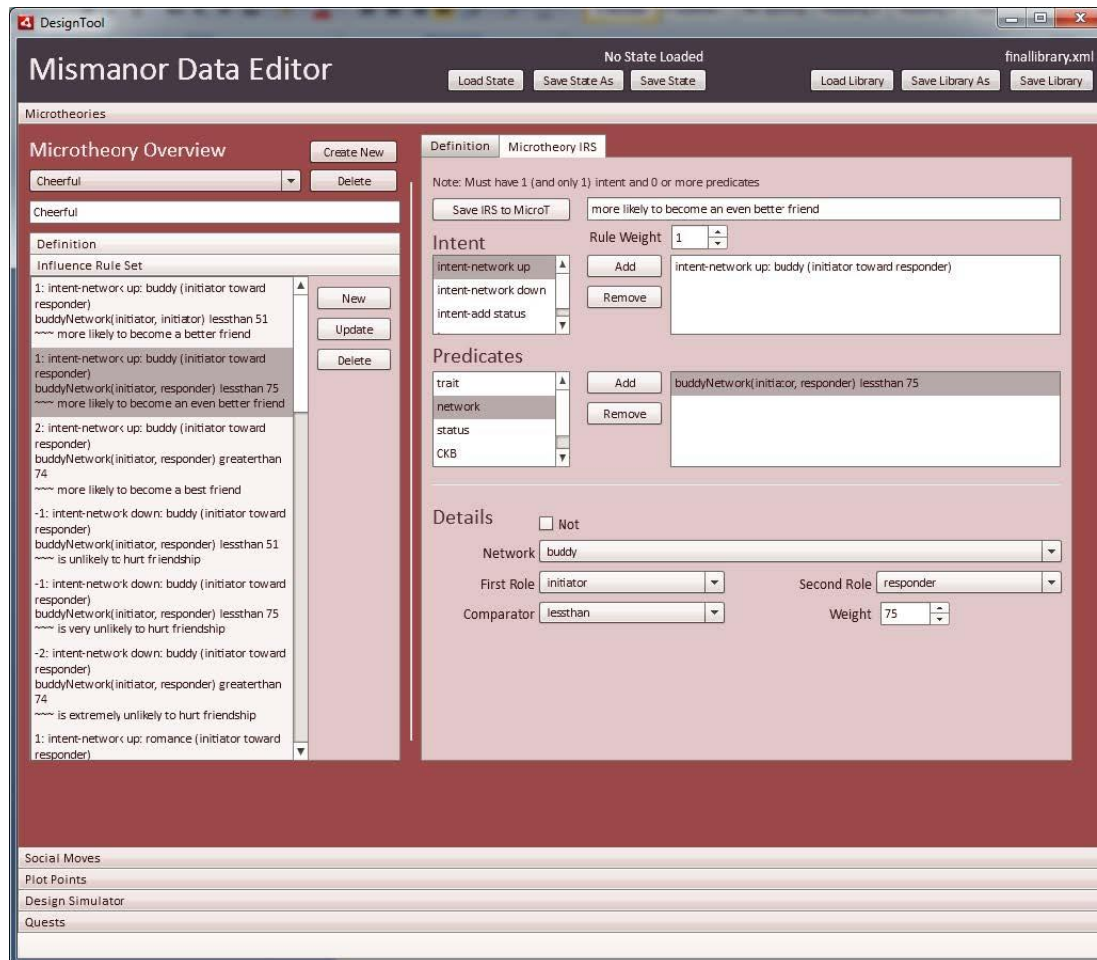 DesignTool
Mismanor Data Editor
No State Loaded
finallibrary.xml
Load State
Save State As
Save State
Load Library
Save Library As
Save Library
Microtheories
Microtheory Overview
Create New
Cheerful
Delete
Cheerful
Definition
Influence Rule Set
1: intent-network up: buddy (initiator toward
responder)
buddyNetwork(initiator, initiator) lessthan 51
~~~ more likely to become a better friend
1: intent-network up: buddy (initiator toward
responder)
buddyNetwork(initiator, responder) lessthan 75
~~~ more likely to become an even better friend
2: intent-network up: buddy (initiator toward
responder)
buddyNetwork(initiator, responder) greaterthan
74
~~~ more likely to become a best friend
-1: intent-network down: buddy (initiator toward
responder)
buddyNetwork(initiator, responder) lessthan 51
~~~ is unlikely to hurt friendship
-1: intent-network down: buddy (initiator toward
responder)
buddyNetwork(initiator, responder) lessthan 75
~~~ is very unlikely to hurt friendship
-2: intent-network down: buddy (initiator toward
responder)
buddyNetwork(initiator, responder) greaterthan
74
~~~ is extremely unlikely to hurt friendship
1: intent-network up: romance (initiator toward
responder)
New
Update
Delete
Definition
Microtheory IRS
Note: Must have 1 (and only 1) intent and 0 or more predicates
Save IRS to MicroT
more likely to become an even better friend
Intent
Rule Weight
1
intent-network up
intent-network down
intent-add status
Add
Remove
intent-network up: buddy (initiator toward responder)
Predicates
trait
network
status
CKB
Add
Remove
buddyNetwork(initiator, responder) lessthan 75
Details
Not
Network
buddy
First Role
initiator
Second Role
responder
Comparator
lessthan
Weight
75
Social Moves
Plot Points
Design Simulator
Quests